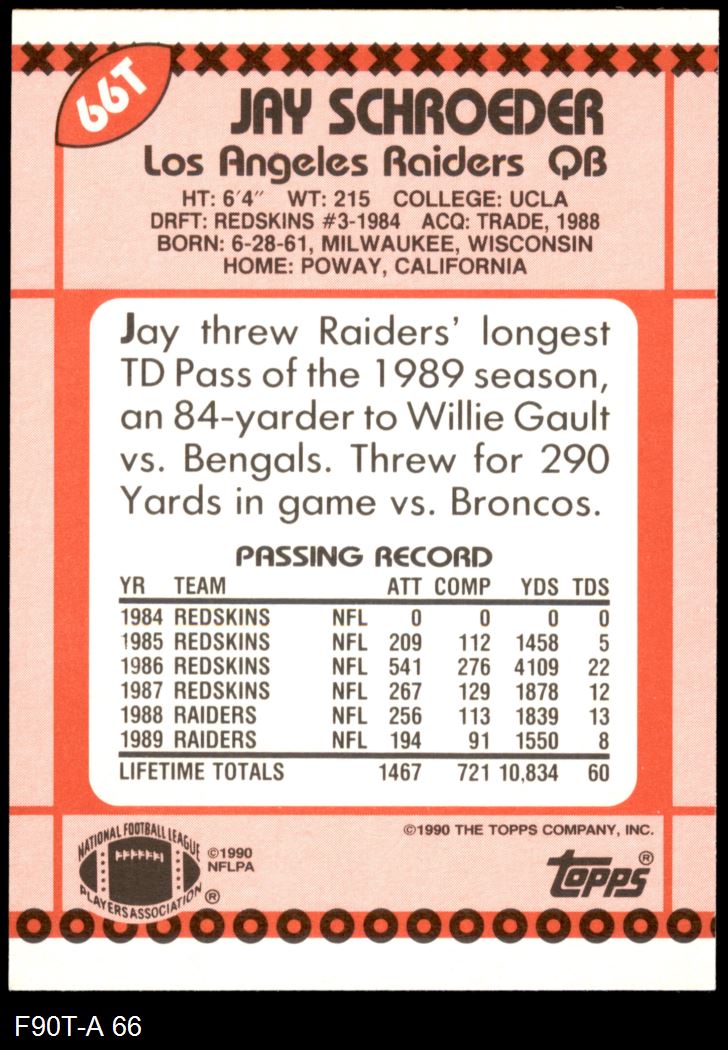 66T
JAY SCHROEDER
Los Angeles Raiders QB
HT: 6'4" WT: 215 COLLEGE: UCLA
DRFT: REDSKINS #3-1984 ACQ: TRADE, 1988
BORN: 6-28-61, MILWAUKEE, WISCONSIN
HOME: POWAY, CALIFORNIA
Jay threw Raiders' longest
TD Pass of the 1989 season,
an 84-yarder to Willie Gault
vs. Bengals. Threw for 290
Yards in game vs. Broncos.
PASSING RECORD
YR TEAM ATT COMP YDS TDS
1984 REDSKINS NFL 0 0 0 0
1985 REDSKINS NFL 209 112 1458 5
1986 REDSKINS NFL 541 276 4109 22
1987 REDSKINS NFL 267 129 1878 12
1988 RAIDERS NFL 256 113 1839 13
1989 RAIDERS NFL 194 91 1550 8
LIFETIME TOTALS 1467 721 10,834 60
©1990 THE TOPPS COMPANY, INC.
NATIONAL FOOTBALL LEAGUE
PLAYERS ASSOCIATION ®
©1990
NFLPA
Topps ®
F90T-A 66